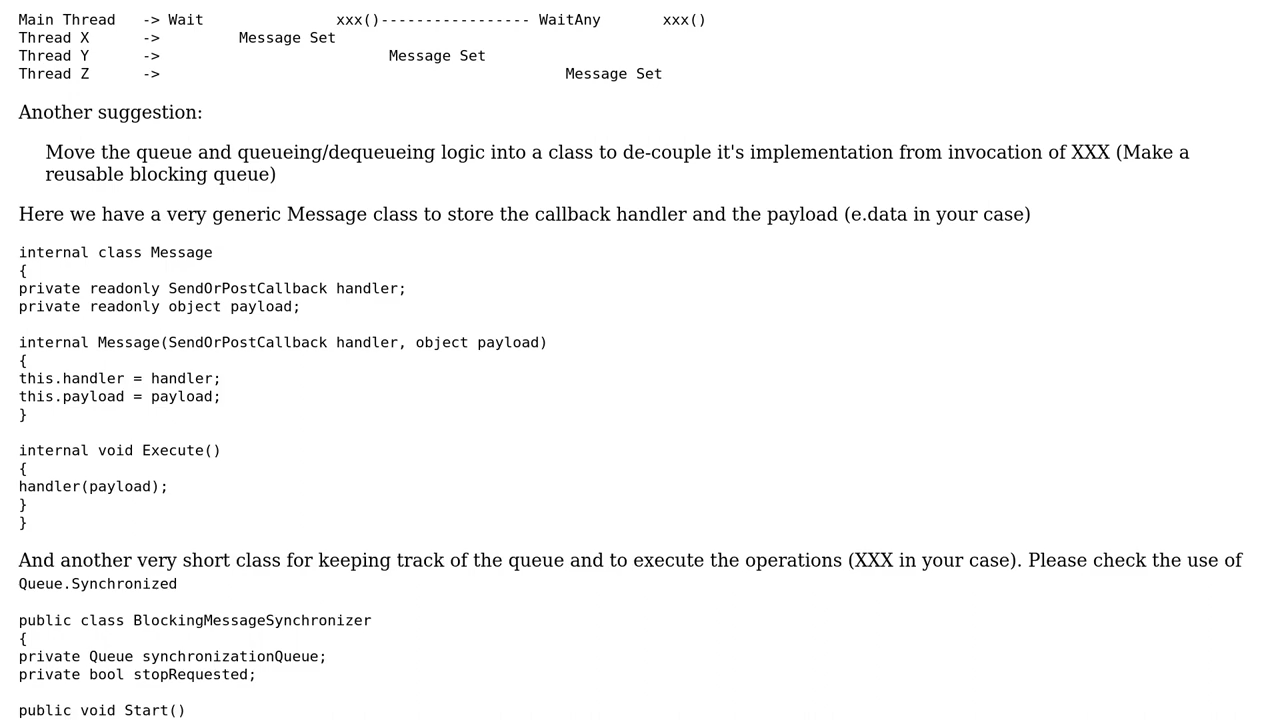 Main Thread   -> Wait               xxx()----------------- WaitAny       xxx()
Thread X      ->         Message Set
Thread Y      ->                          Message Set
Thread Z      ->                                              Message Set
Another suggestion:
Move the queue and queueing/dequeueing logic into a class to de-couple it's implementation from invocation of XXX (Make a
reusable blocking queue)
Here we have a very generic Message class to store the callback handler and the payload (e.data in your case)
internal class Message
{
private readonly SendOrPostCallback handler;
private readonly object payload;
internal Message(SendOrPostCallback handler, object payload)
{
this.handler = handler;
this.payload = payload;
}
internal void Execute()
{
handler(payload);
}
}
And another very short class for keeping track of the queue and to execute the operations (XXX in your case). Please check the use of
Queue.Synchronized
public class BlockingMessageSynchronizer
{
private Queue synchronizationQueue;
private bool stopRequested;
public void Start()